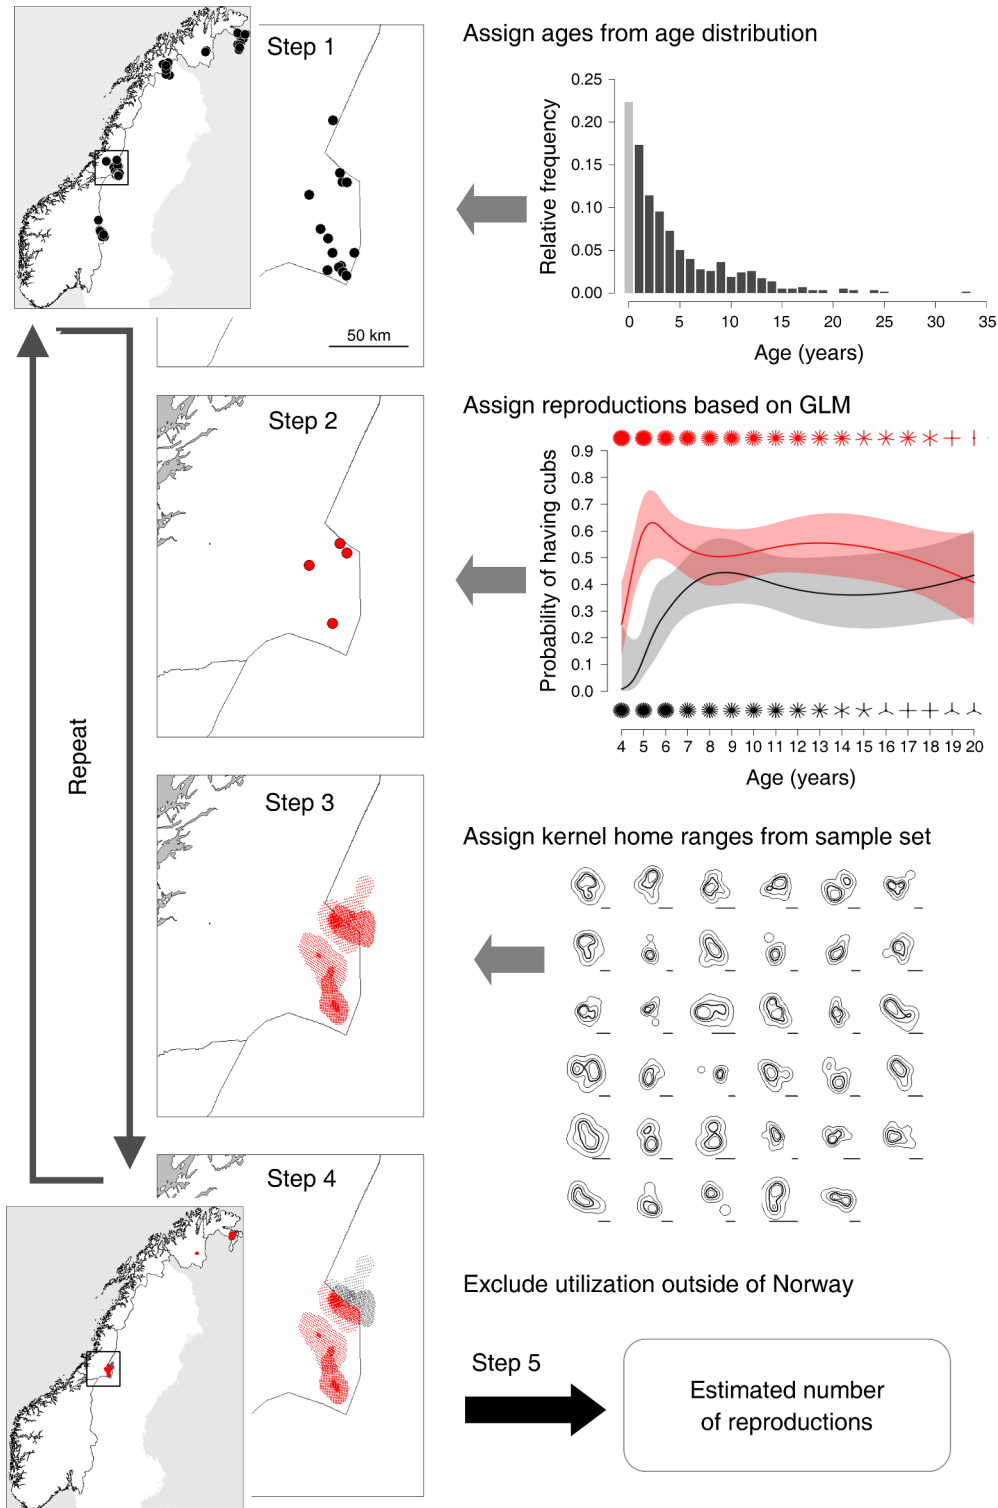 Step 1
50 km
Assign ages from age distribution
Relative frequency
0.25
0.20
0.15
0.10
0.05
0.00
0 5 10 15 20 25 30 35
Age (years)
Step 2
Assign reproductions based on GLM
Probability of having cubs
0.9
0.8
0.7
0.6
0.5
0.4
0.3
0.2
0.1
0.0
4 5 6 7 8 9 10 11 12 13 14 15 16 17 18 19 20
Age (years)
Repeat
Step 3
Assign kernel home ranges from sample set
Step 4
Exclude utilization outside of Norway
Step 5
Estimated number
of reproductions